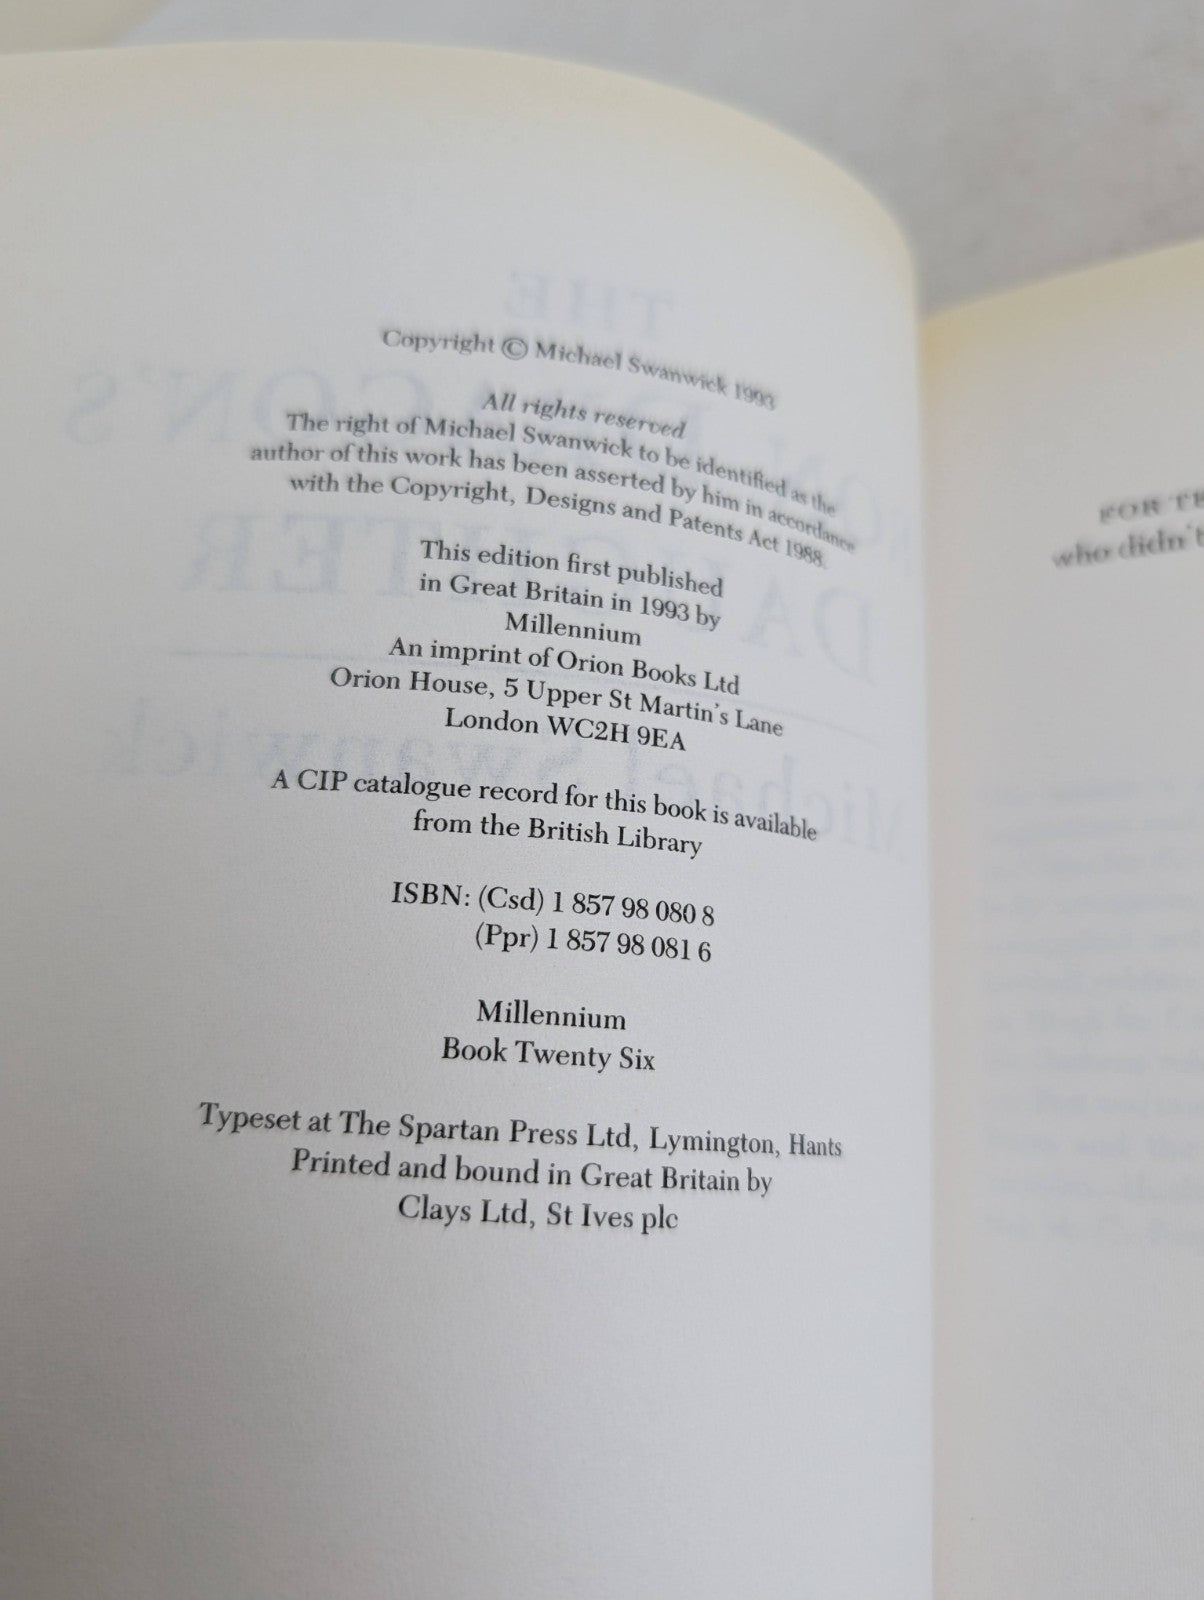 Copyright © Michael Swanwick 1993
All rights reserved
The right of Michael Swanwick to be identified as the
author of this work has been asserted by him in accordance
with the Copyright, Designs and Patents Act 1988.
This edition first published
in Great Britain in 1993 by
Millennium
An imprint of Orion Books Ltd
Orion House, 5 Upper St Martin's Lane
London WC2H 9EA
A CIP catalogue record for this book is available
from the British Library
ISBN: (Csd) 1 857 98 080 8
(Ppr) 1 857 98 081 6
Millennium
Book Twenty Six
Typeset at The Spartan Press Ltd, Lymington, Hants
Printed and bound in Great Britain by
Clays Ltd, St Ives plc
FOR
who didn't